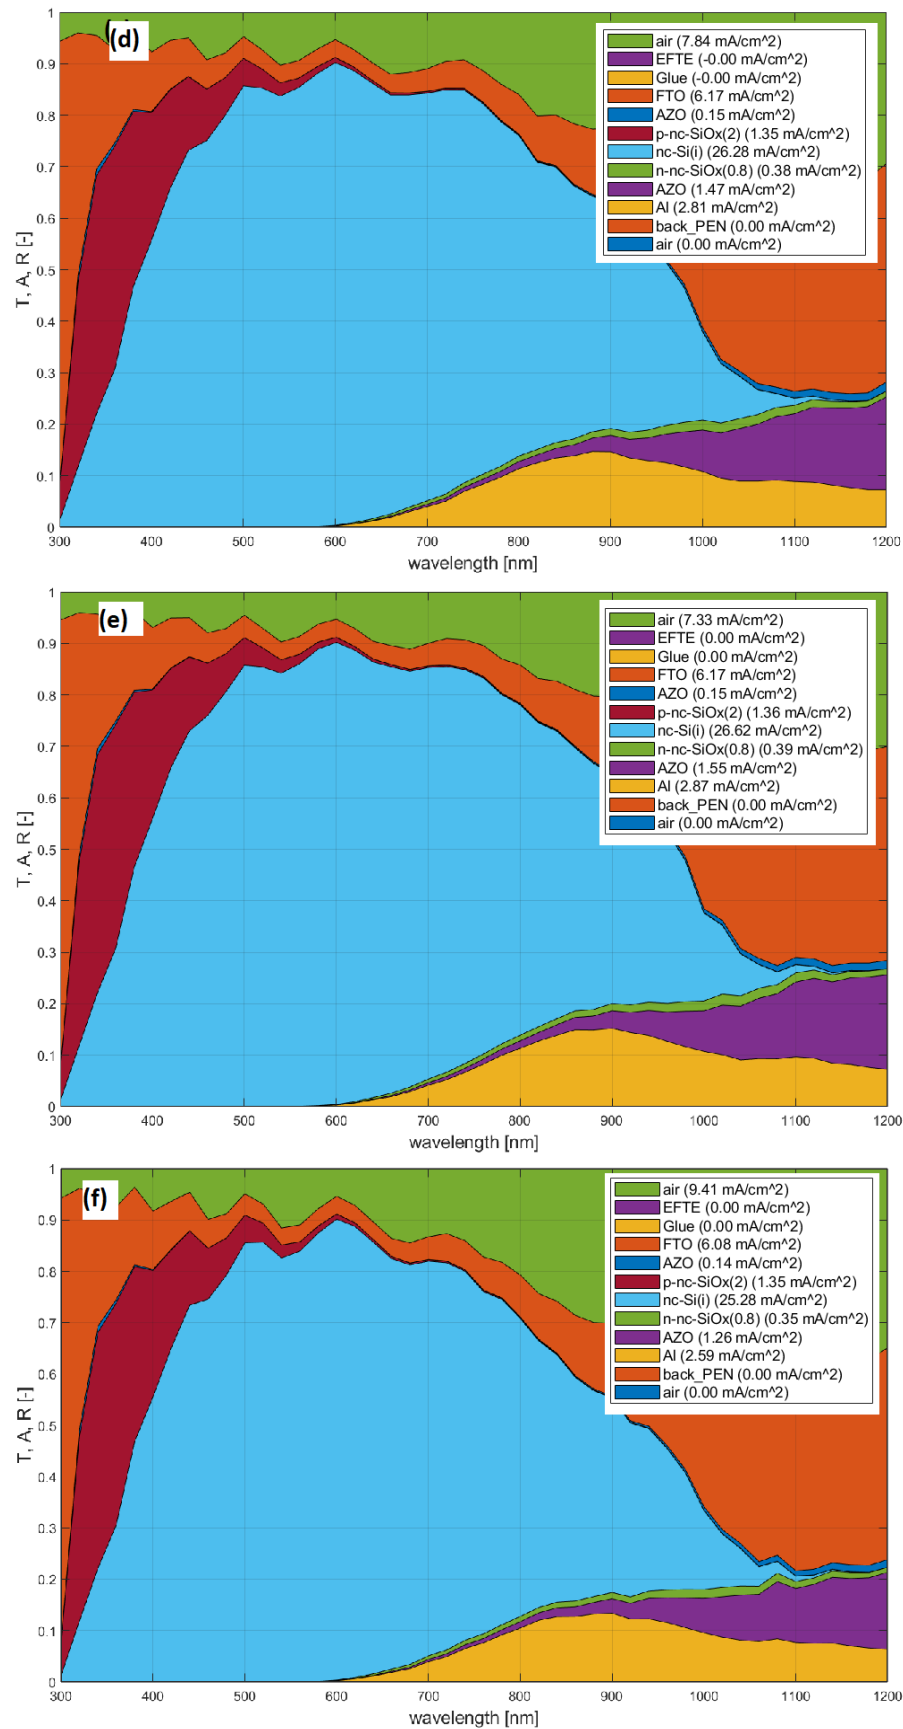 (d)
1
0.9
0.8
0.7
0.6
0.5
0.4
0.3
0.2
0.1
0
T, A, R [-]
air (7.84 mA/cm^2)
EFTE (-0.00 mA/cm^2)
Glue (-0.00 mA/cm^2)
FTO (6.17 mA/cm^2)
AZO (0.15 mA/cm^2)
p-nc-SiOx(2) (1.35 mA/cm^2)
nc-Si(i) (26.28 mA/cm^2)
n-nc-SiOx(0.8) (0.38 mA/cm^2)
AZO (1.47 mA/cm^2)
Al (2.81 mA/cm^2)
back_PEN (0.00 mA/cm^2)
air (0.00 mA/cm^2)
300 400 500 600 700 800 900 1000 1100 1200
wavelength [nm]
(e)
1
0.9
0.8
0.7
0.6
0.5
0.4
0.3
0.2
0.1
0
T, A, R [-]
air (7.33 mA/cm^2)
EFTE (0.00 mA/cm^2)
Glue (0.00 mA/cm^2)
FTO (6.17 mA/cm^2)
AZO (0.15 mA/cm^2)
p-nc-SiOx(2) (1.36 mA/cm^2)
nc-Si(i) (26.62 mA/cm^2)
n-nc-SiOx(0.8) (0.39 mA/cm^2)
AZO (1.55 mA/cm^2)
Al (2.87 mA/cm^2)
back_PEN (0.00 mA/cm^2)
air (0.00 mA/cm^2)
300 400 500 600 700 800 900 1000 1100 1200
wavelength [nm]
(f)
1
0.9
0.8
0.7
0.6
0.5
0.4
0.3
0.2
0.1
0
T, A, R [-]
air (9.41 mA/cm^2)
EFTE (0.00 mA/cm^2)
Glue (0.00 mA/cm^2)
FTO (6.08 mA/cm^2)
AZO (0.14 mA/cm^2)
p-nc-SiOx(2) (1.35 mA/cm^2)
nc-Si(i) (25.28 mA/cm^2)
n-nc-SiOx(0.8) (0.35 mA/cm^2)
AZO (1.26 mA/cm^2)
Al (2.59 mA/cm^2)
back_PEN (0.00 mA/cm^2)
air (0.00 mA/cm^2)
300 400 500 600 700 800 900 1000 1100 1200
wavelength [nm]